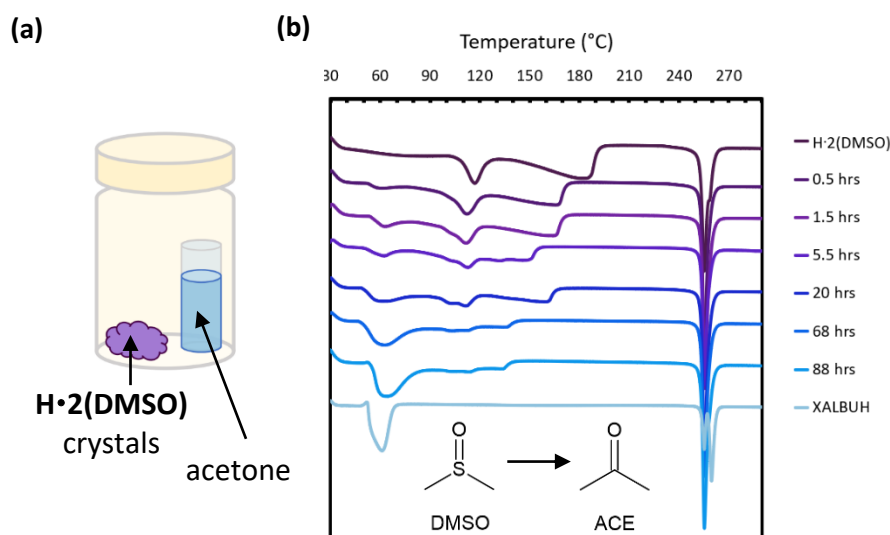 (a)
H•2(DMSO)
crystals
acetone
(b)
Temperature (°C)
30 60 90 120 150 180 210 240 270
H·2(DMSO)
0.5 hrs
1.5 hrs
5.5 hrs
20 hrs
68 hrs
88 hrs
XALBUH
O O
S
DMSO ACE